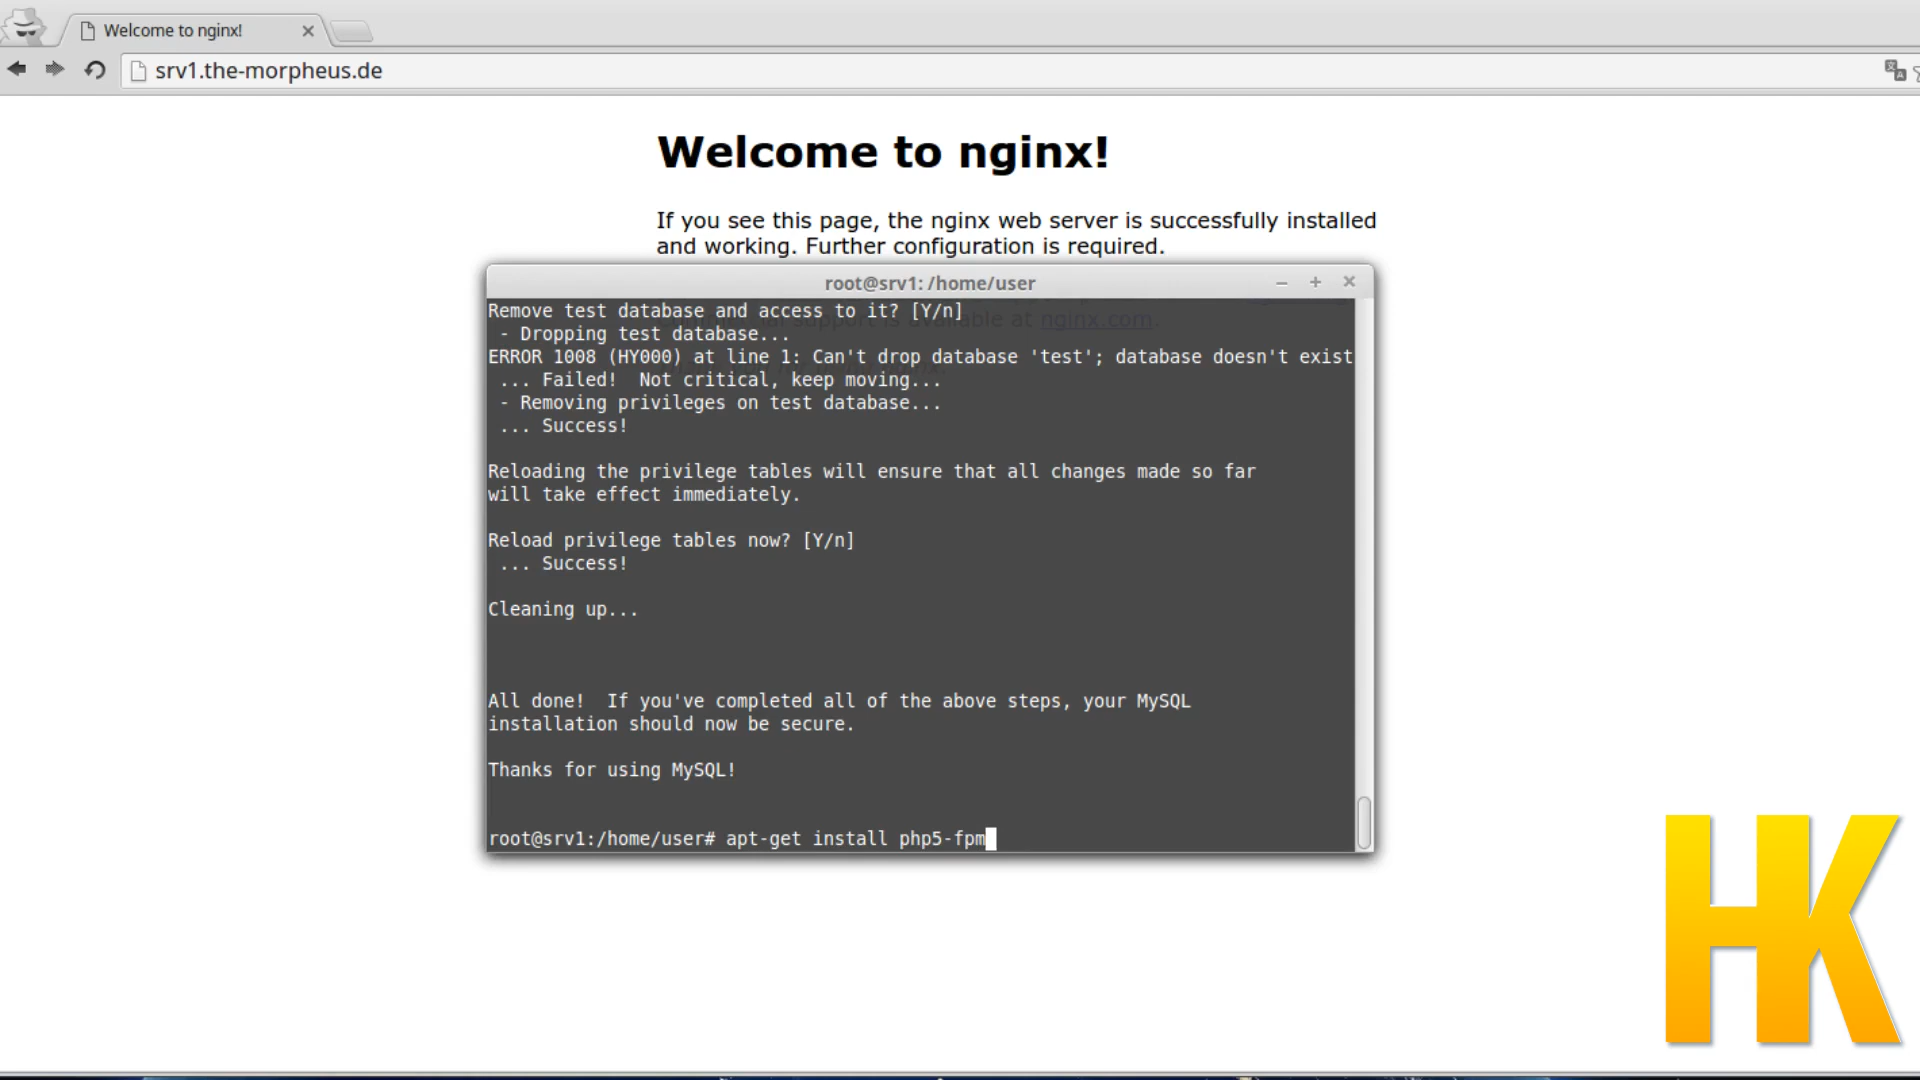 Welcome to nginx!
srv1.the-morpheus.de
Welcome to nginx!
If you see this page, the nginx web server is successfully installed
and working. Further configuration is required.
root@srv1: /home/user
Remove test database and access to it? [Y/n]
support is available at nginx.com.
- Dropping test database...
ERROR 1008 (HY000) at line 1: Can't drop database 'test'; database doesn't exist
... Failed!  Not critical, keep moving...
- Removing privileges on test database...
... Success!
Reloading the privilege tables will ensure that all changes made so far
will take effect immediately.
Reload privilege tables now? [Y/n]
... Success!
Cleaning up...
All done!  If you've completed all of the above steps, your MySQL
installation should now be secure.
Thanks for using MySQL!
root@srv1:/home/user# apt-get install php5-fpm
HK